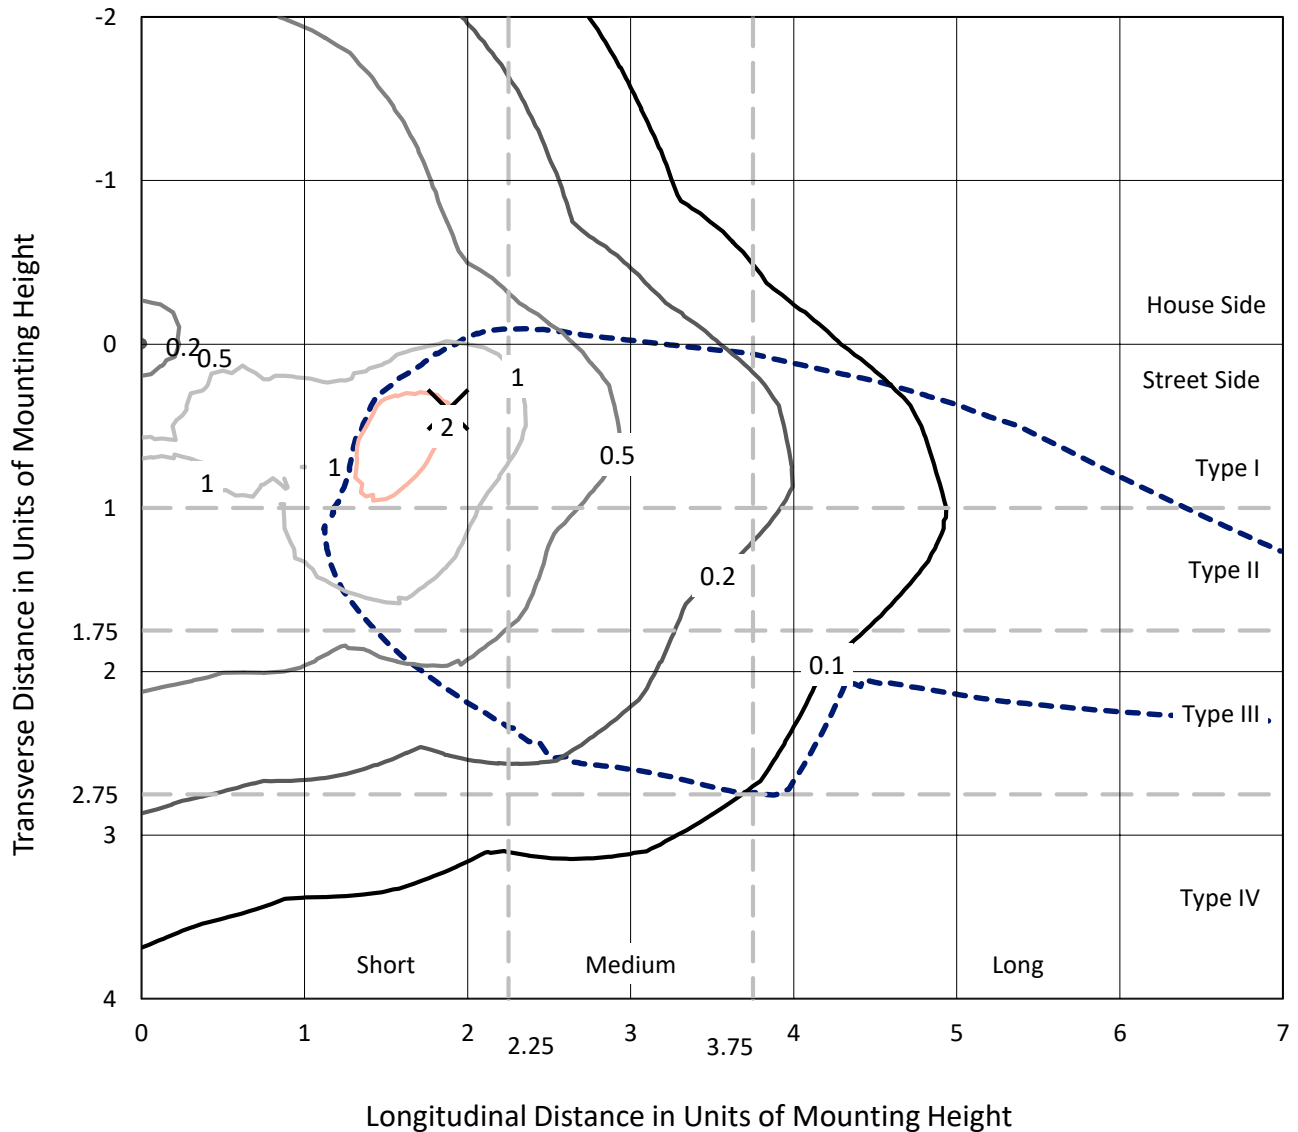 -2
-1
House Side
0
0.2
0.5
Street Side
1
2
0.5
Type I
1
1
1
Type II
0.2
1.75
2
0.1
Type III
2.75
3
Type IV
Short
Medium
Long
4
0
1
2
2.25
3
3.75
4
5
6
7
Transverse Distance in Units of Mounting Height
Longitudinal Distance in Units of Mounting Height